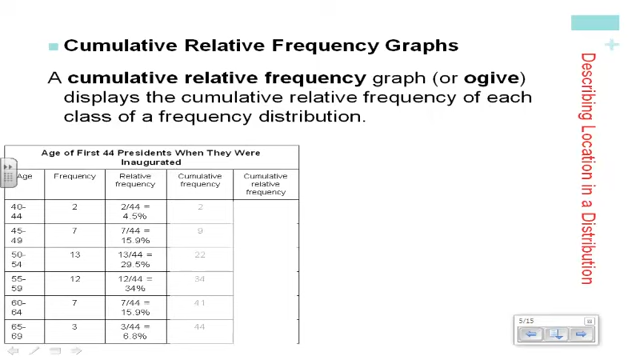 Cumulative Relative Frequency Graphs
A cumulative relative frequency graph (or ogive)
displays the cumulative relative frequency of each
class of a frequency distribution.
Age of First 44 Presidents When They Were
Inaugurated
Age Frequency Relative frequency Cumulative frequency Cumulative relative frequency
40-44 2 2/44 = 4.5% 2
45-49 7 7/44 = 15.9% 9
50-54 13 13/44 = 29.5% 22
55-59 12 12/44 = 34% 34
60-64 7 7/44 = 15.9% 41
65-69 3 3/44 = 6.8% 44
+
Describing Location in a Distribution
5/15